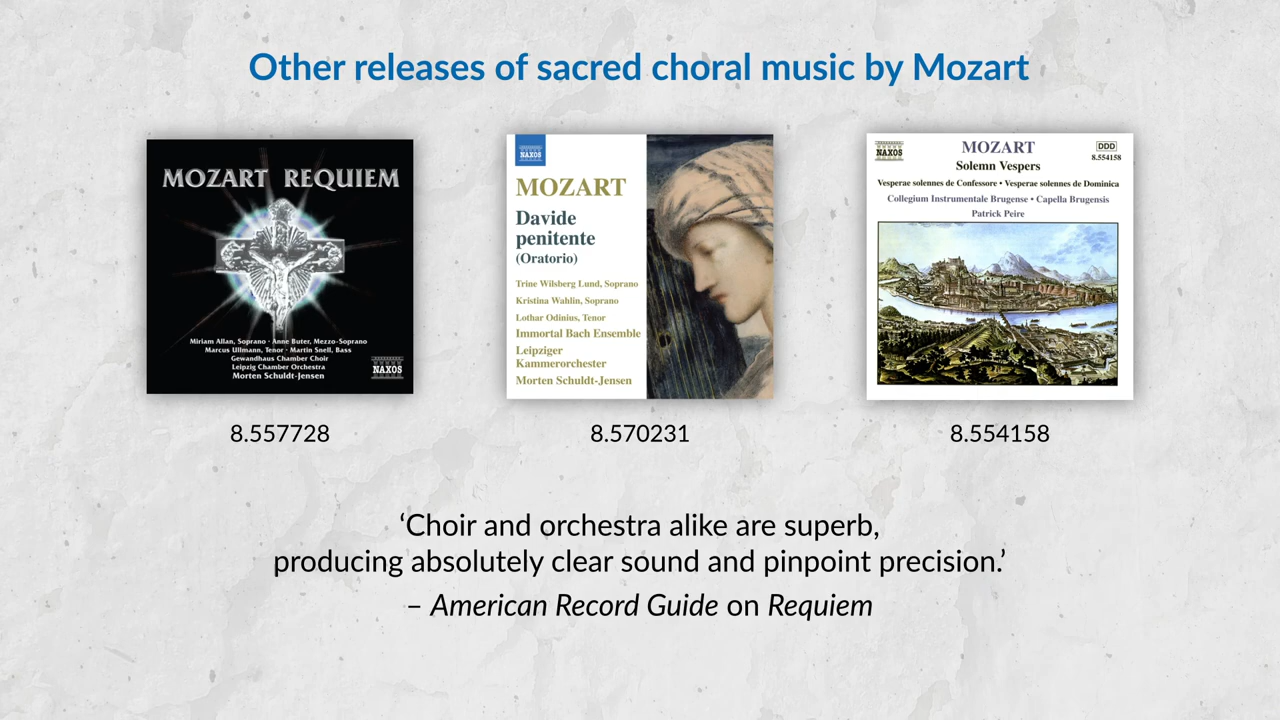 Other releases of sacred choral music by Mozart
MOZART REQUIEM
Miriam Allan, Soprano · Anne Buter, Mezzo-Soprano
Marcus Ullmann, Tenor · Martin Snell, Bass
Gewandhaus Chamber Choir
Leipzig Chamber Orchestra
Morten Schuldt-Jensen
NAXOS
8.557728
NAXOS
MOZART
Davide
penitente
(Oratorio)
Trine Wilsberg Lund, Soprano
Kristina Wahlin, Soprano
Lothar Odinius, Tenor
Immortal Bach Ensemble
Leipziger
Kammerorchester
Morten Schuldt-Jensen
8.570231
NAXOS
MOZART
DDD
8.554158
Solemn Vespers
Vesperae solennes de Confessore • Vesperae solennes de Dominica
Collegium Instrumentale Brugense • Capella Brugensis
Patrick Peire
8.554158
‘Choir and orchestra alike are superb,
producing absolutely clear sound and pinpoint precision.’
– American Record Guide on Requiem